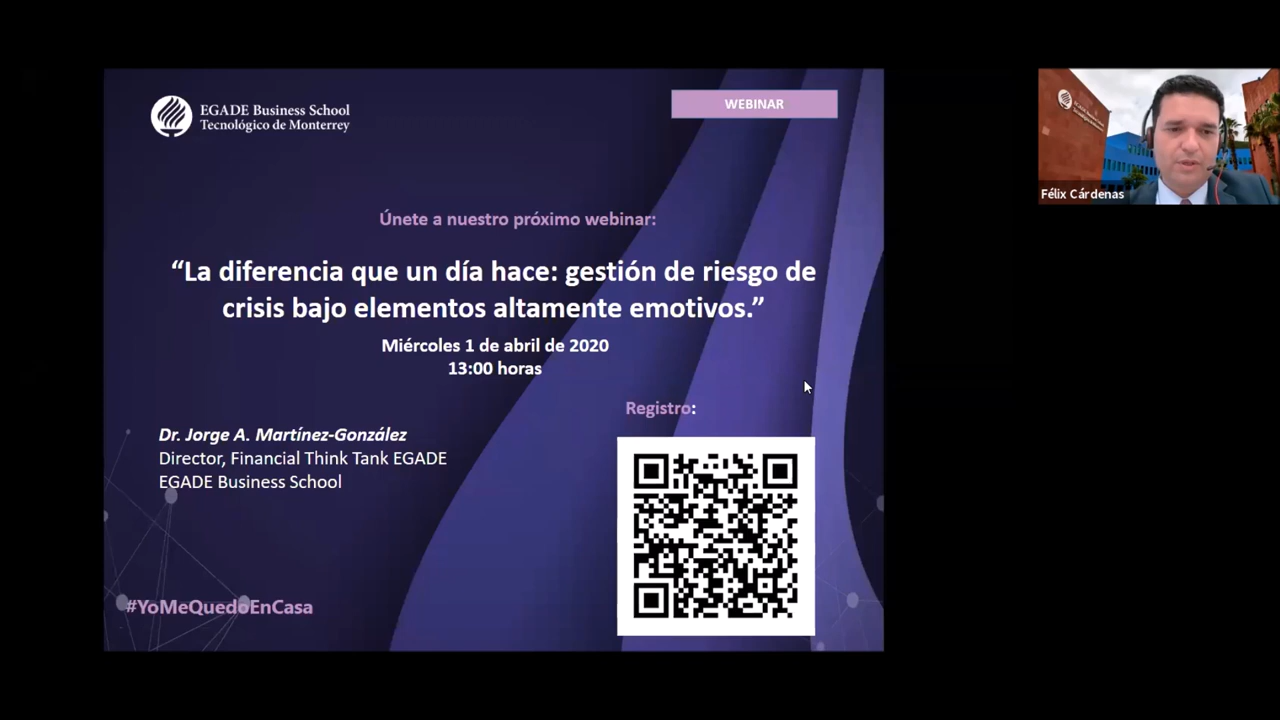 EGADE Business School
Tecnológico de Monterrey
WEBINAR
Únete a nuestro próximo webinar:
“La diferencia que un día hace: gestión de riesgo de
crisis bajo elementos altamente emotivos.”
Miércoles 1 de abril de 2020
13:00 horas
Registro:
Dr. Jorge A. Martínez-González
Director, Financial Think Tank EGADE
EGADE Business School
#YoMeQuedoEnCasa
Félix Cárdenas